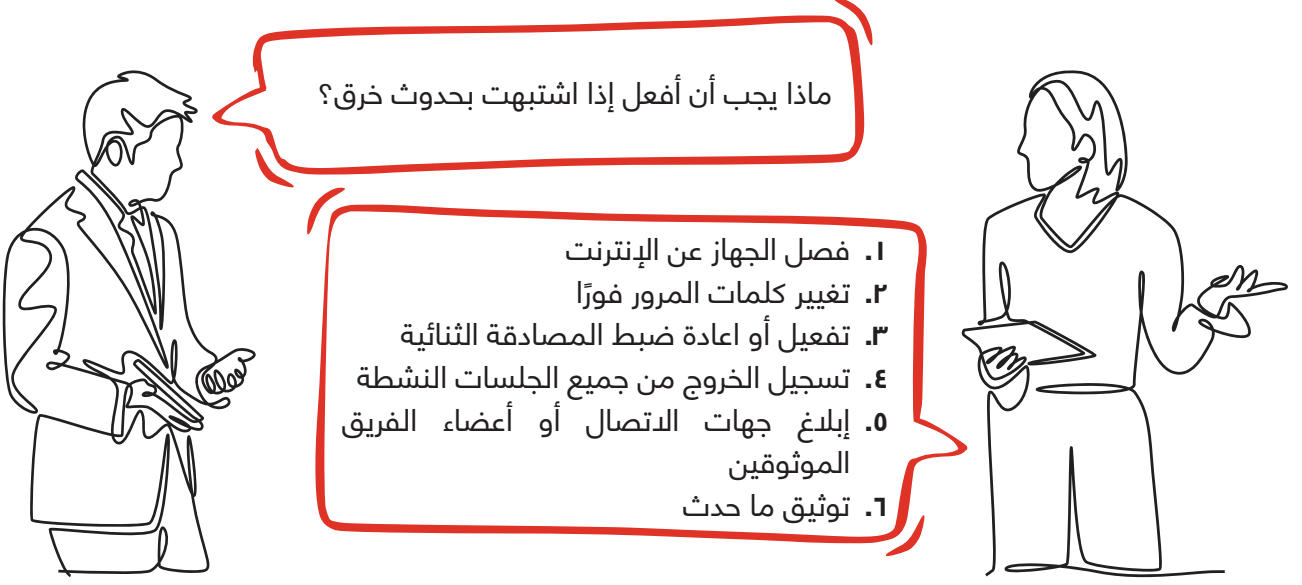 ماذا يجب أن أفعل إذا اشتبهت بحدوث خرق؟
١. فصل الجهاز عن الإنترنت
٢. تغيير كلمات المرور فورًا
٣. تفعيل أو اعادة ضبط المصادقة الثنائية
٤. تسجيل الخروج من جميع الجلسات النشطة
٥. إبلاغ جهات الاتصال أو أعضاء الفريق
الموثوقين
٦. توثيق ما حدث